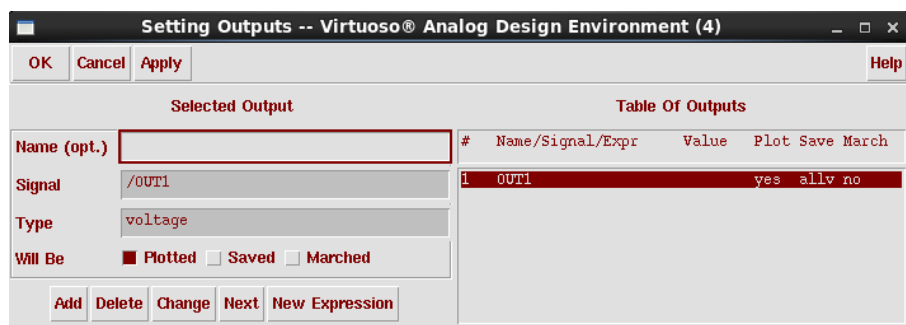 Setting Outputs -- Virtuoso® Analog Design Environment (4)
OK Cancel Apply Help
Selected Output
Name (opt.)
Signal /OUT1
Type voltage
Will Be Plotted Saved Marched
Add Delete Change Next New Expression
Table Of Outputs
# Name/Signal/Expr Value Plot Save March
1 OUT1 yes allv no